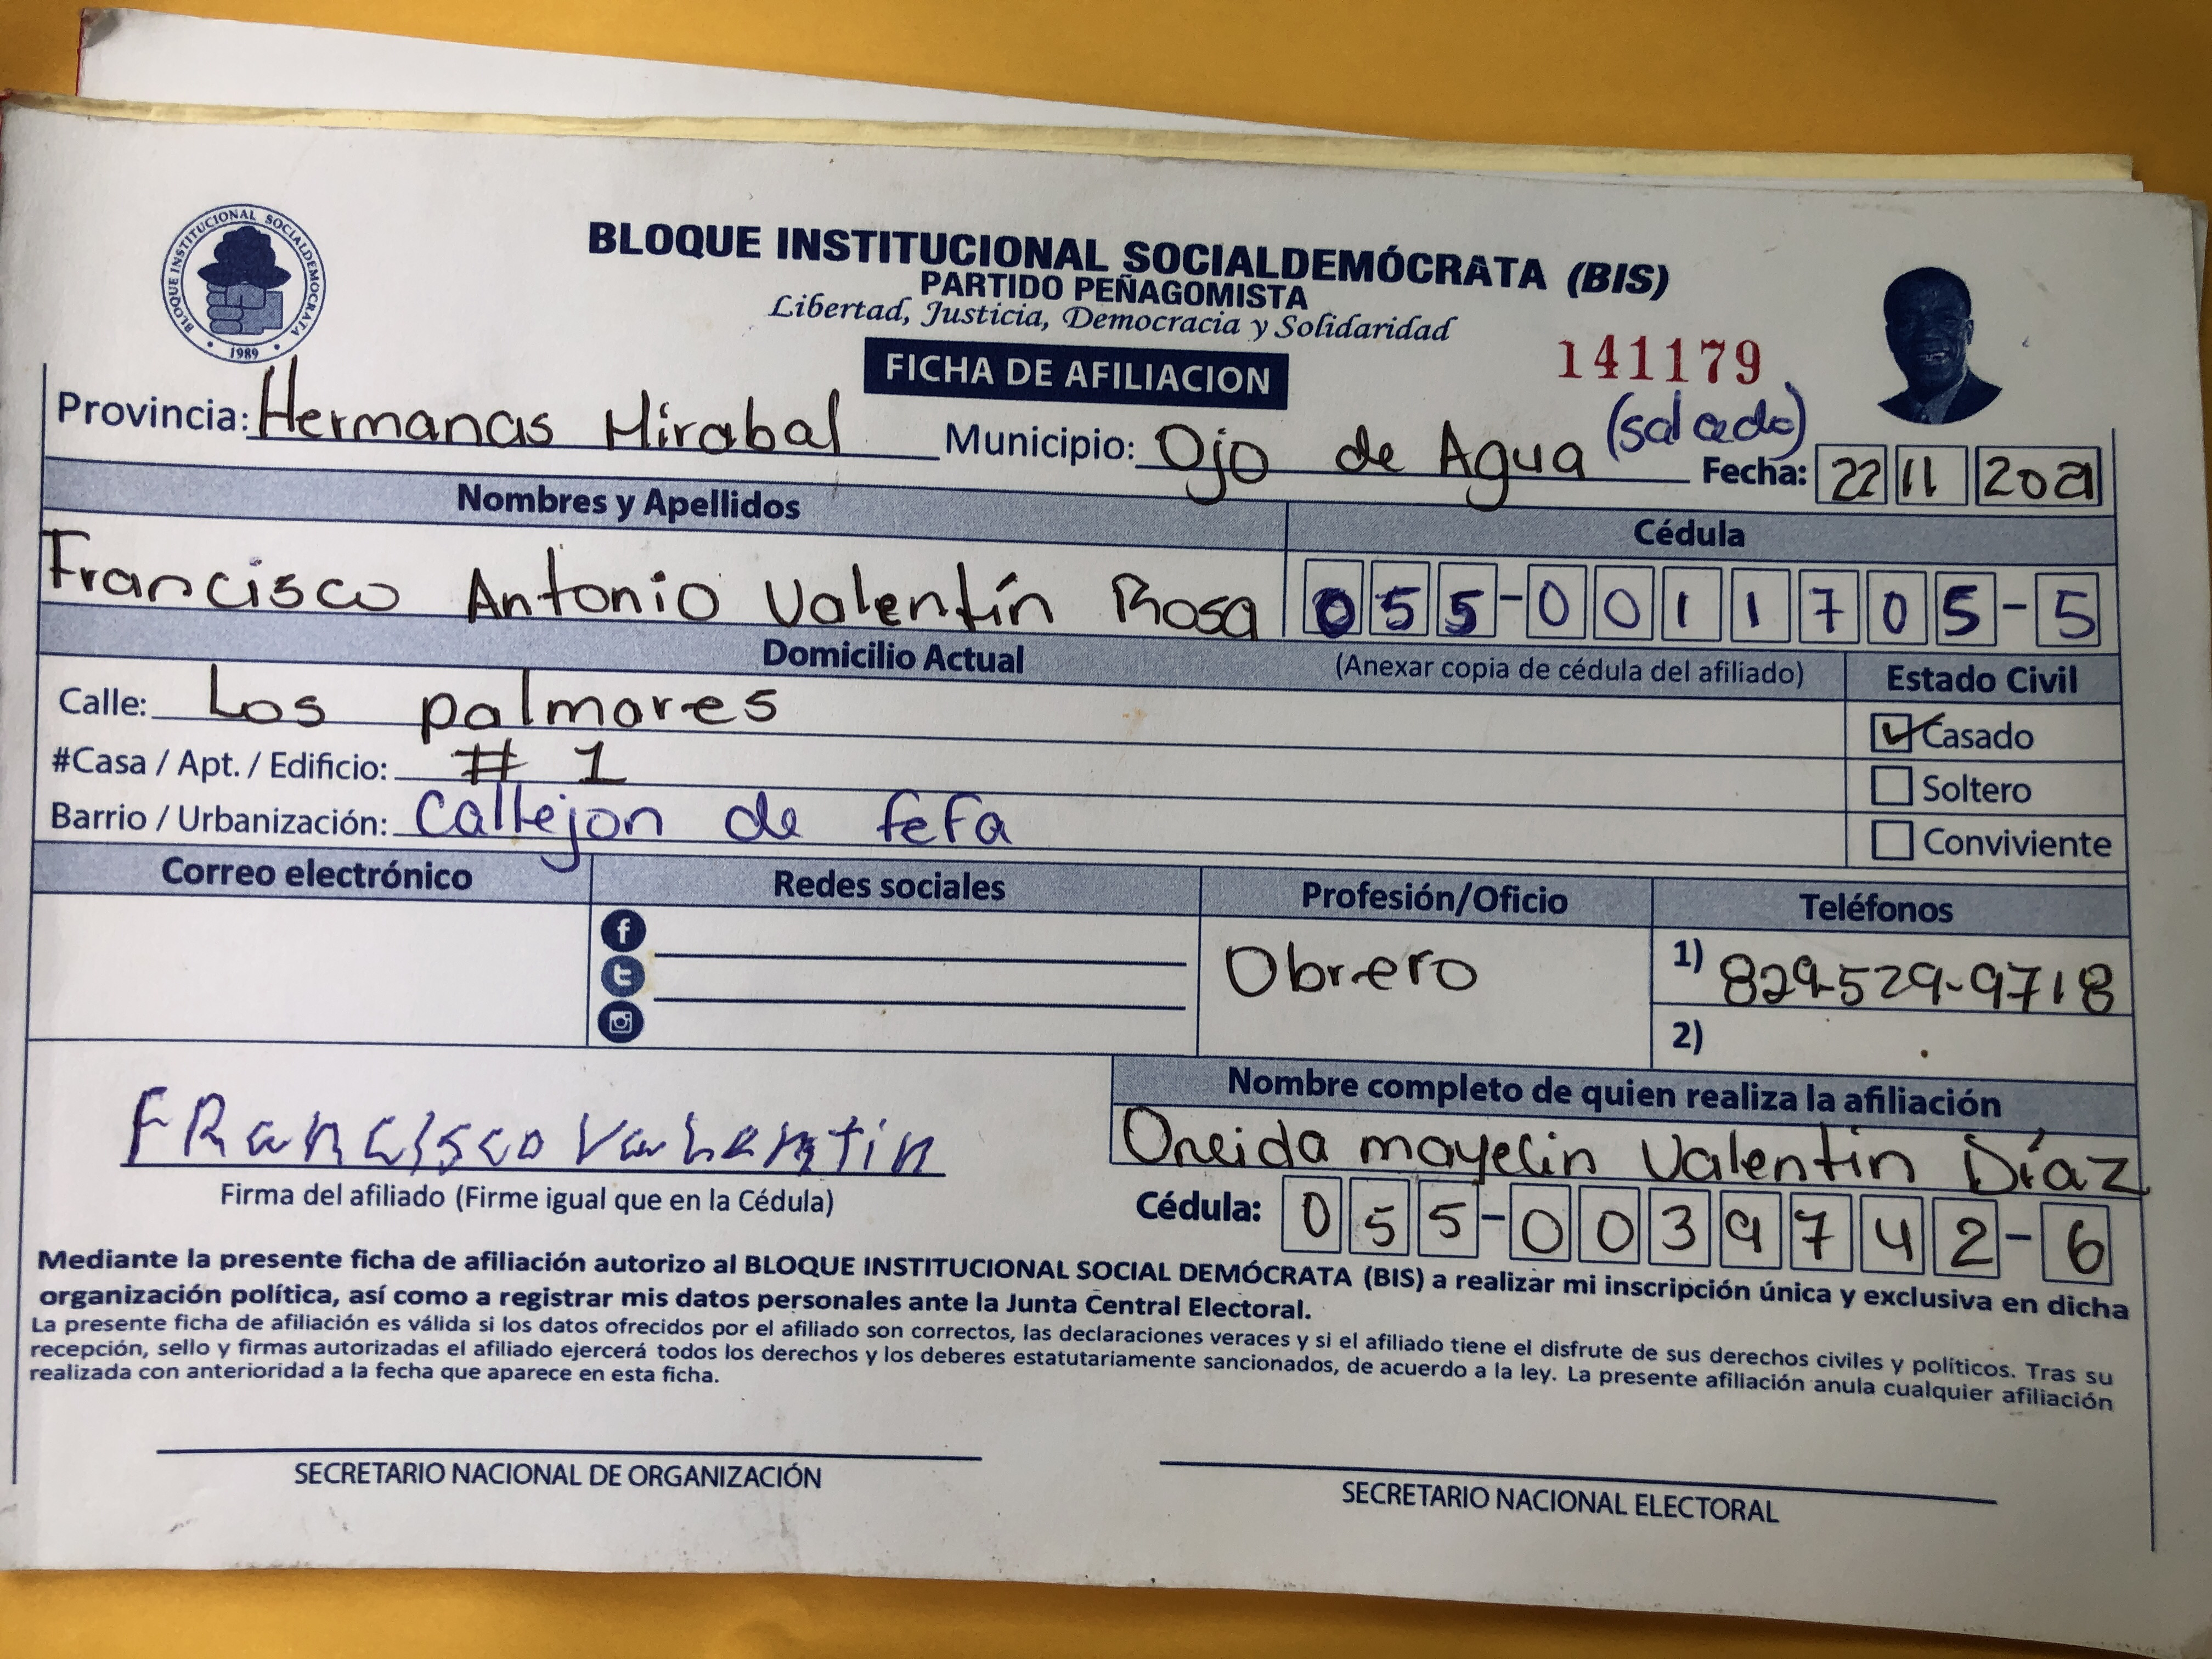 BLOQUE INSTITUCIONAL SOCIALDEMOCRATA
1989
BLOQUE INSTITUCIONAL SOCIALDEMÓCRATA (BIS)
PARTIDO PEÑAGOMISTA
Libertad, Justicia, Democracia y Solidaridad
FICHA DE AFILIACION
141179
Provincia: Hermanas Mirabal Municipio: Ojo de Agua (salcedo) Fecha: 22 11 2021
Nombres y Apellidos Cédula
Francisco Antonio Valentín Rosa 055-0011705-5
Domicilio Actual (Anexar copia de cédula del afiliado) Estado Civil
Calle: Los palmares Casado
#Casa / Apt. / Edificio: # 1 Soltero
Barrio / Urbanización: Callejon de fefa Conviviente
Correo electrónico Redes sociales Profesión/Oficio Teléfonos
Obrero 1) 829-529-9718
2)
Nombre completo de quien realiza la afiliación
FRancisco Valentin Oneida mayelin Valentin Díaz
Firma del afiliado (Firme igual que en la Cédula) Cédula: 055-0039742-6
Mediante la presente ficha de afiliación autorizo al BLOQUE INSTITUCIONAL SOCIAL DEMÓCRATA (BIS) a realizar mi inscripción única y exclusiva en dicha
organización política, así como a registrar mis datos personales ante la Junta Central Electoral.
La presente ficha de afiliación es válida si los datos ofrecidos por el afiliado son correctos, las declaraciones veraces y si el afiliado tiene el disfrute de sus derechos civiles y políticos. Tras su
recepción, sello y firmas autorizadas el afiliado ejercerá todos los derechos y los deberes estatutariamente sancionados, de acuerdo a la ley. La presente afiliación anula cualquier afiliación
realizada con anterioridad a la fecha que aparece en esta ficha.
SECRETARIO NACIONAL DE ORGANIZACIÓN SECRETARIO NACIONAL ELECTORAL